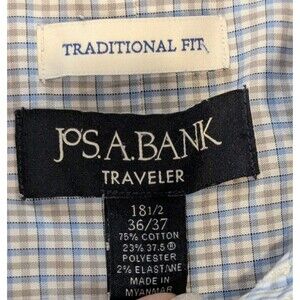 TRADITIONAL FIT
JOS.A.BANK
TRAVELER
18 1/2
36/37
75% COTTON
23% 37.5®
POLYESTER
2% ELASTANE
MADE IN
MYANMAR